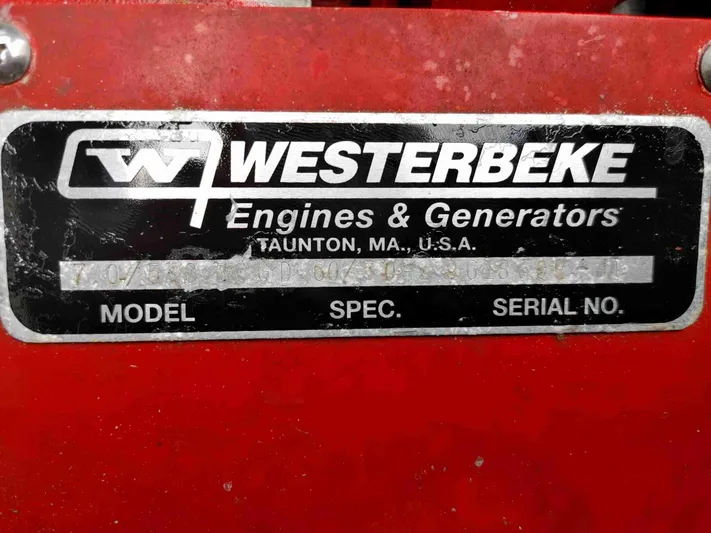 W WESTERBEKE
Engines & Generators
TAUNTON, MA., U.S.A.
MODEL SPEC. SERIAL NO.